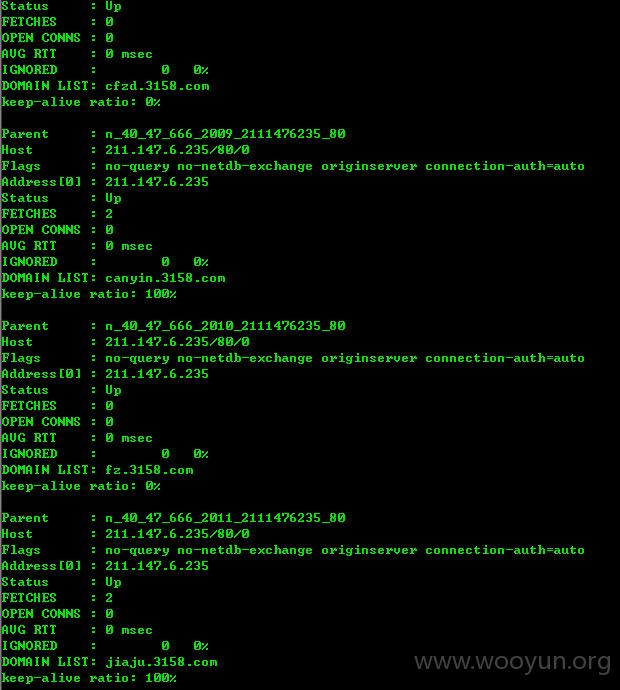 Status : Up
FETCHES : 0
OPEN CONNS : 0
AVG RTT : 0 msec
IGNORED : 0 0%
DOMAIN LIST: cfzd.3158.com
keep-alive ratio: 0%
Parent : n_40_47_666_2009_2111476235_80
Host : 211.147.6.235/80/0
Flags : no-query no-netdb-exchange originserver connection-auth=auto
Address[0] : 211.147.6.235
Status : Up
FETCHES : 2
OPEN CONNS : 0
AVG RTT : 0 msec
IGNORED : 0 0%
DOMAIN LIST: canyin.3158.com
keep-alive ratio: 100%
Parent : n_40_47_666_2010_2111476235_80
Host : 211.147.6.235/80/0
Flags : no-query no-netdb-exchange originserver connection-auth=auto
Address[0] : 211.147.6.235
Status : Up
FETCHES : 0
OPEN CONNS : 0
AVG RTT : 0 msec
IGNORED : 0 0%
DOMAIN LIST: fz.3158.com
keep-alive ratio: 0%
Parent : n_40_47_666_2011_2111476235_80
Host : 211.147.6.235/80/0
Flags : no-query no-netdb-exchange originserver connection-auth=auto
Address[0] : 211.147.6.235
Status : Up
FETCHES : 2
OPEN CONNS : 0
AVG RTT : 0 msec
IGNORED : 0 0%
DOMAIN LIST: jiaju.3158.com
keep-alive ratio: 100%
www.wooyun.org